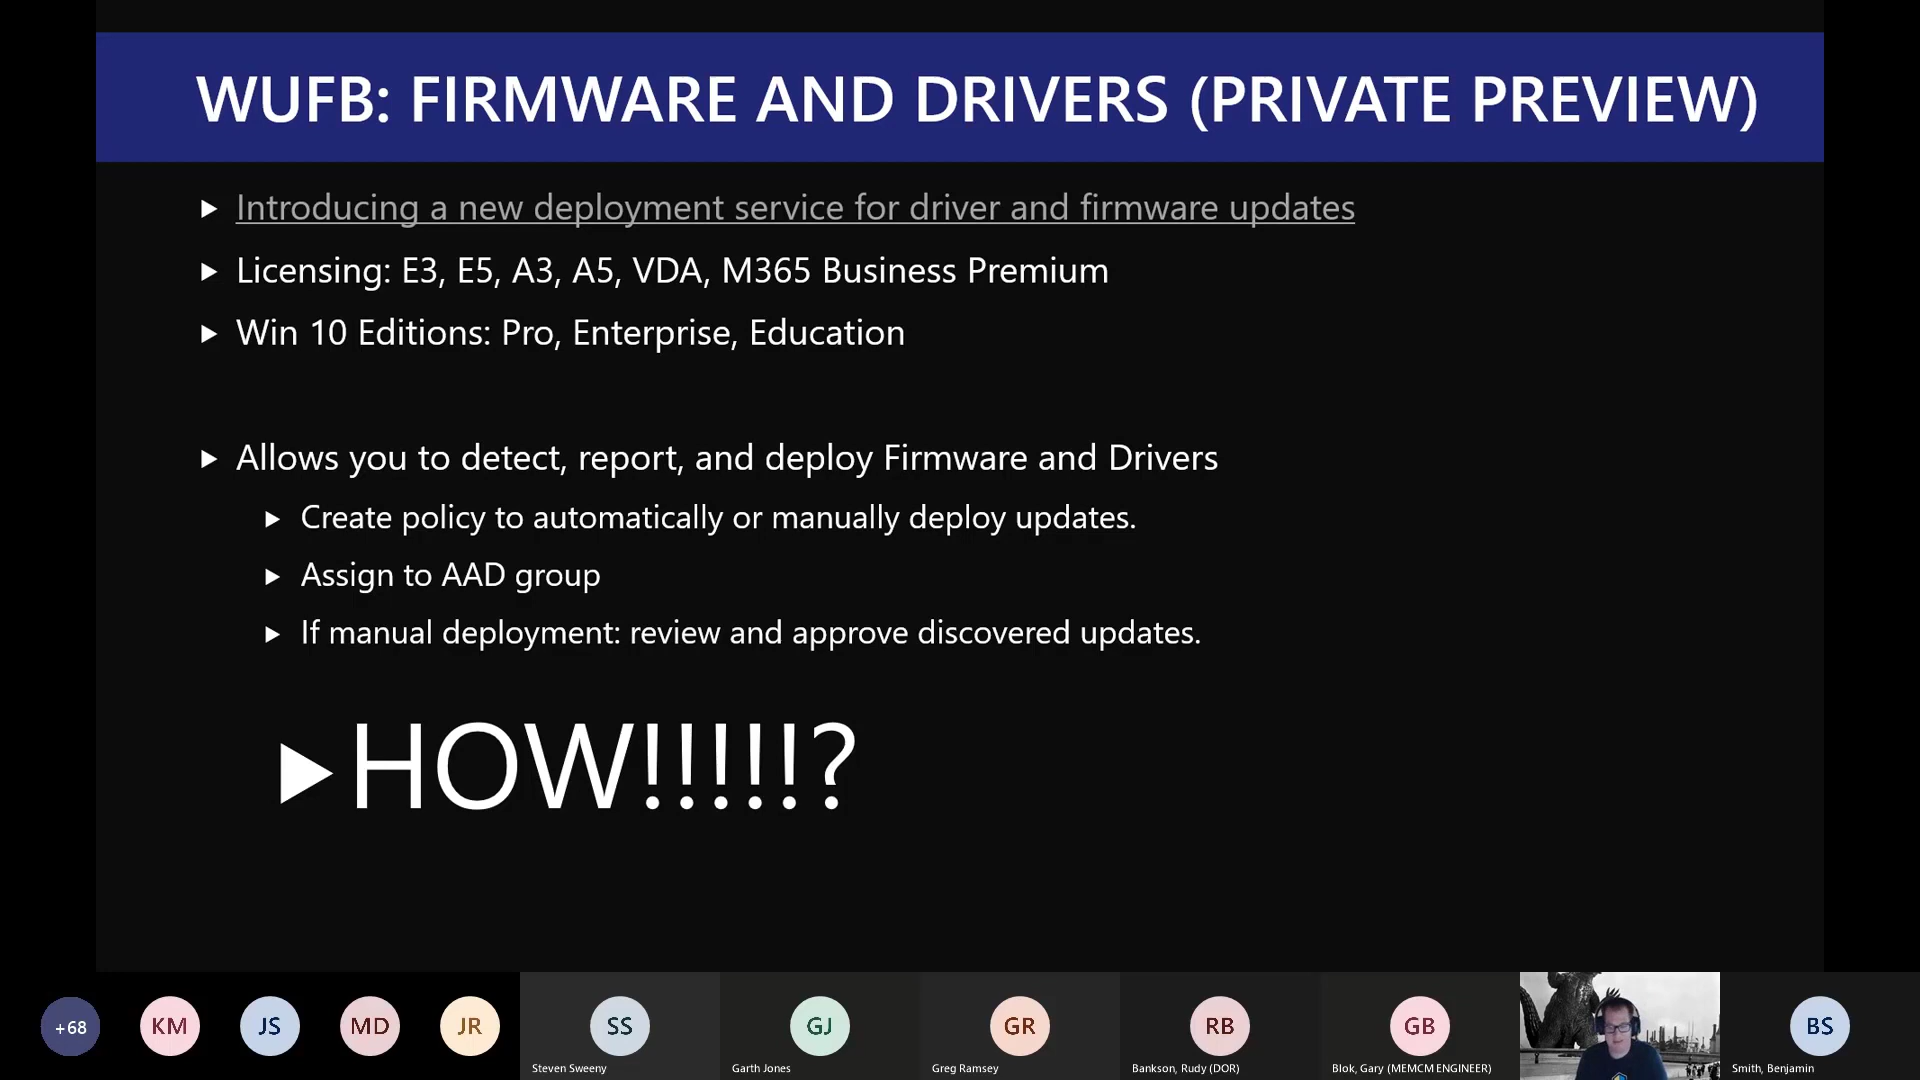 WUFB: FIRMWARE AND DRIVERS (PRIVATE PREVIEW)
Introducing a new deployment service for driver and firmware updates
Licensing: E3, E5, A3, A5, VDA, M365 Business Premium
Win 10 Editions: Pro, Enterprise, Education
Allows you to detect, report, and deploy Firmware and Drivers
Create policy to automatically or manually deploy updates.
Assign to AAD group
If manual deployment: review and approve discovered updates.
HOW!!!!!?
+68
KM
JS
MD
JR
SS
Steven Sweeny
GJ
Garth Jones
GR
Greg Ramsey
RB
Bankson, Rudy (DOR)
GB
Blok, Gary (MEMCM ENGINEER)
BS
Smith, Benjamin